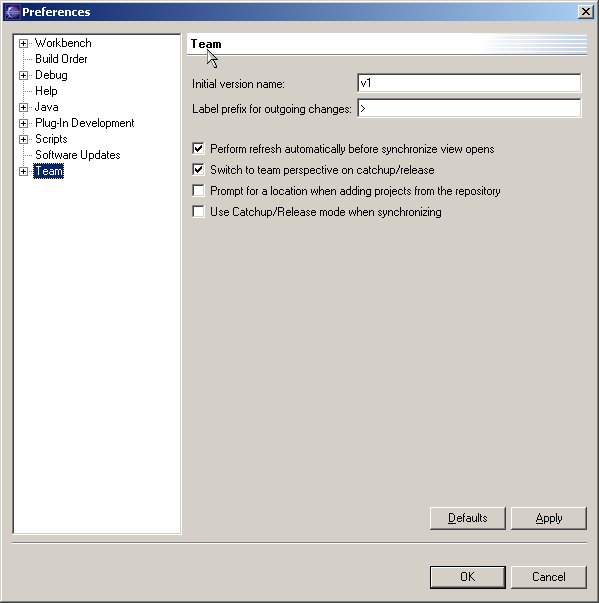 Preferences
Workbench
Build Order
Debug
Help
Java
Plug-In Development
Scripts
Software Updates
Team
Team
Initial version name: v1
Label prefix for outgoing changes: >
Perform refresh automatically before synchronize view opens
Switch to team perspective on catchup/release
Prompt for a location when adding projects from the repository
Use Catchup/Release mode when synchronizing
Defaults Apply
OK Cancel